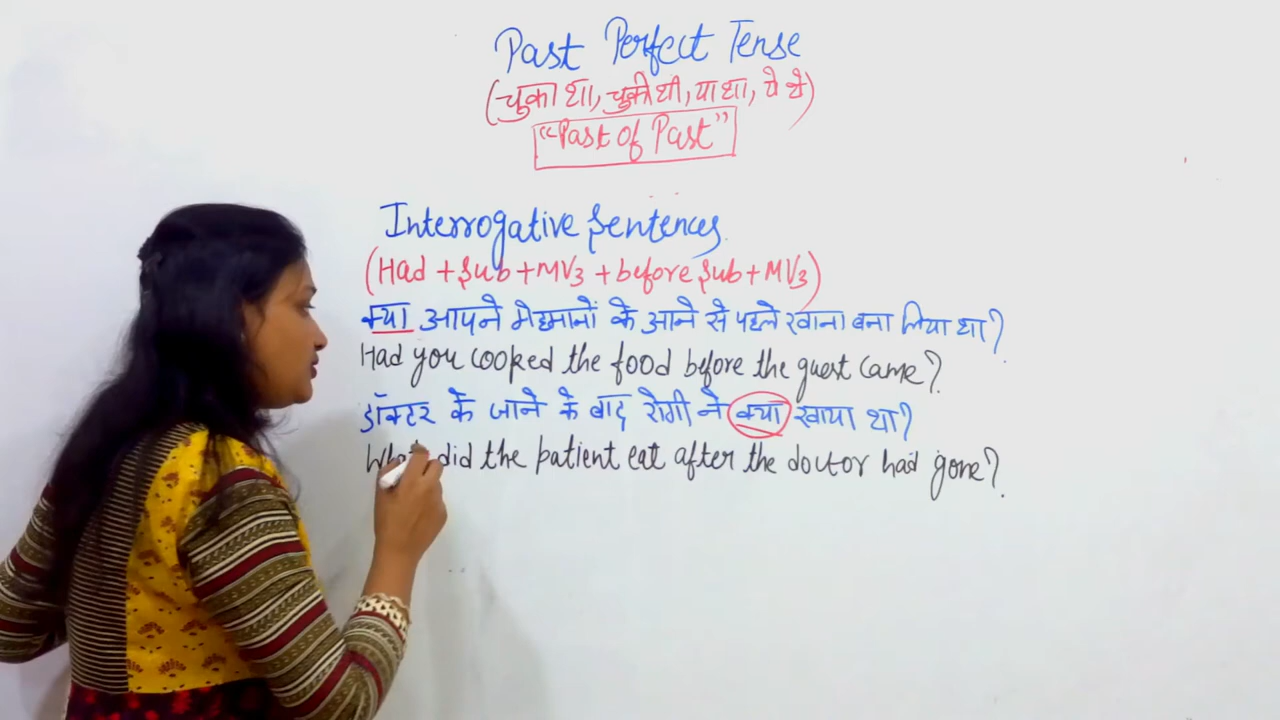 Past Perfect Tense
(चुका था, चुकी थी, या था, ये थे)
"Past of Past"
Interrogative Sentences
(Had + Sub + MV3 + before Sub + MV3)
क्या आपने मेहमानों के आने से पहले खाना बना लिया था?
Had you cooked the food before the guest came?
डॉक्टर के जाने के बाद रोगी ने क्या खाया था?
What did the patient eat after the doctor had gone?